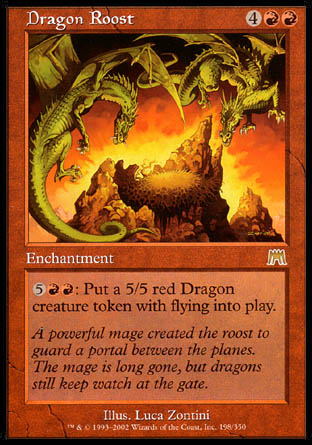 Dragon Roost 4
Enchantment
5 : Put a 5/5 red Dragon
creature token with flying into play.
A powerful mage created the roost to
guard a portal between the planes.
The mage is long gone, but dragons
still keep watch at the gate.
Illus. Luca Zontini
™ & © 1993-2002 Wizards of the Coast, Inc. 198/350